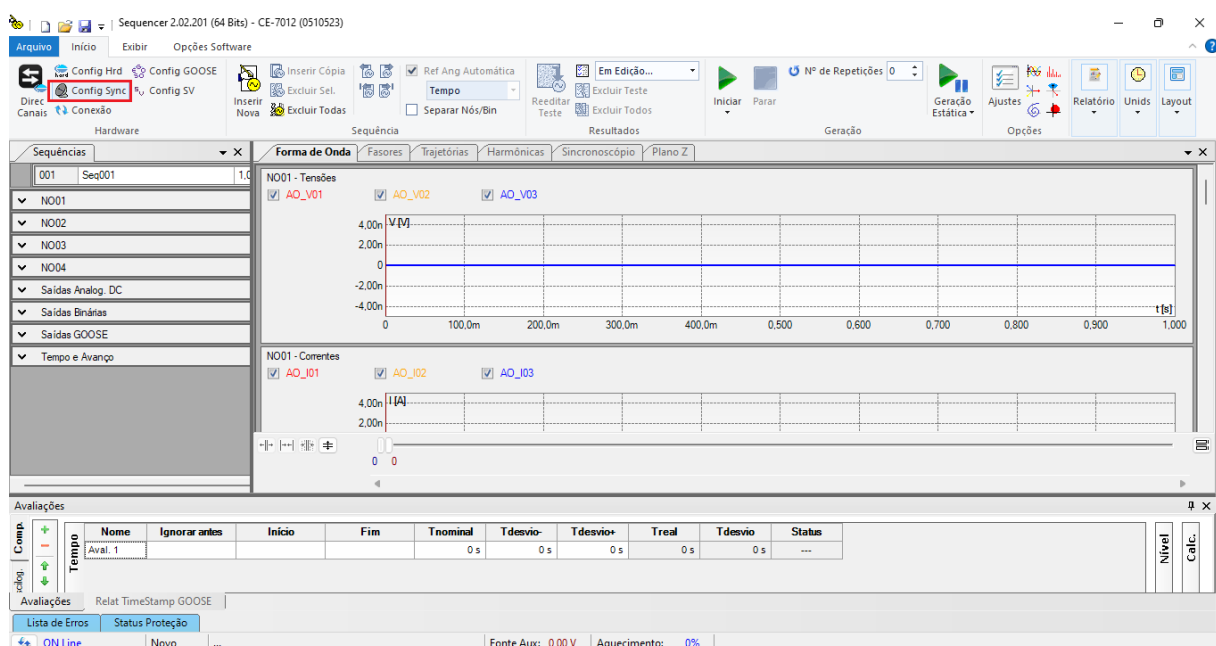 Sequencer 2.02.201 (64 Bits) - CE-7012 (0510523)
Arquivo Início Exibir Opções Software
Direc Canais
Config Hrd
Config GOOSE
Config Sync
Config SV
Conexão
Hardware
Inserir Nova
Inserir Cópia
Excluir Sel.
Excluir Todas
Ref Ang Automática
Tempo
Separar Nós/Bin
Sequência
Reeditar Teste
Em Edição...
Excluir Teste
Excluir Todos
Resultados
Iniciar
Parar
Nº de Repetições 0
Geração Estática
Geração
Ajustes
Opções
Relatório
Unids
Layout
Sequências
001 Seq001 1,0
NO01
NO02
NO03
NO04
Saídas Analog. DC
Saídas Binárias
Saídas GOOSE
Tempo e Avanço
Forma de Onda Fasores Trajetórias Harmônicas Sincronoscópio Plano Z
NO01 - Tensões
AO_V01 AO_V02 AO_V03
V [V]
4,00n
2,00n
0
-2,00n
-4,00n
t [s]
0 100,0m 200,0m 300,0m 400,0m 0,500 0,600 0,700 0,800 0,900 1,000
NO01 - Correntes
AO_I01 AO_I02 AO_I03
I [A]
4,00n
2,00n
0 0
Avaliações
Comp.
Tempo
Nome Ignorar antes Início Fim Tnominal Tdesvio- Tdesvio+ Treal Tdesvio Status
Aval. 1 0 s 0 s 0 s 0 s 0 s ---
Nível
Calc.
Avaliações Relat TimeStamp GOOSE
Lista de Erros Status Proteção
ON Line Novo ... Fonte Aux: 0,00 V Aquecimento: 0%